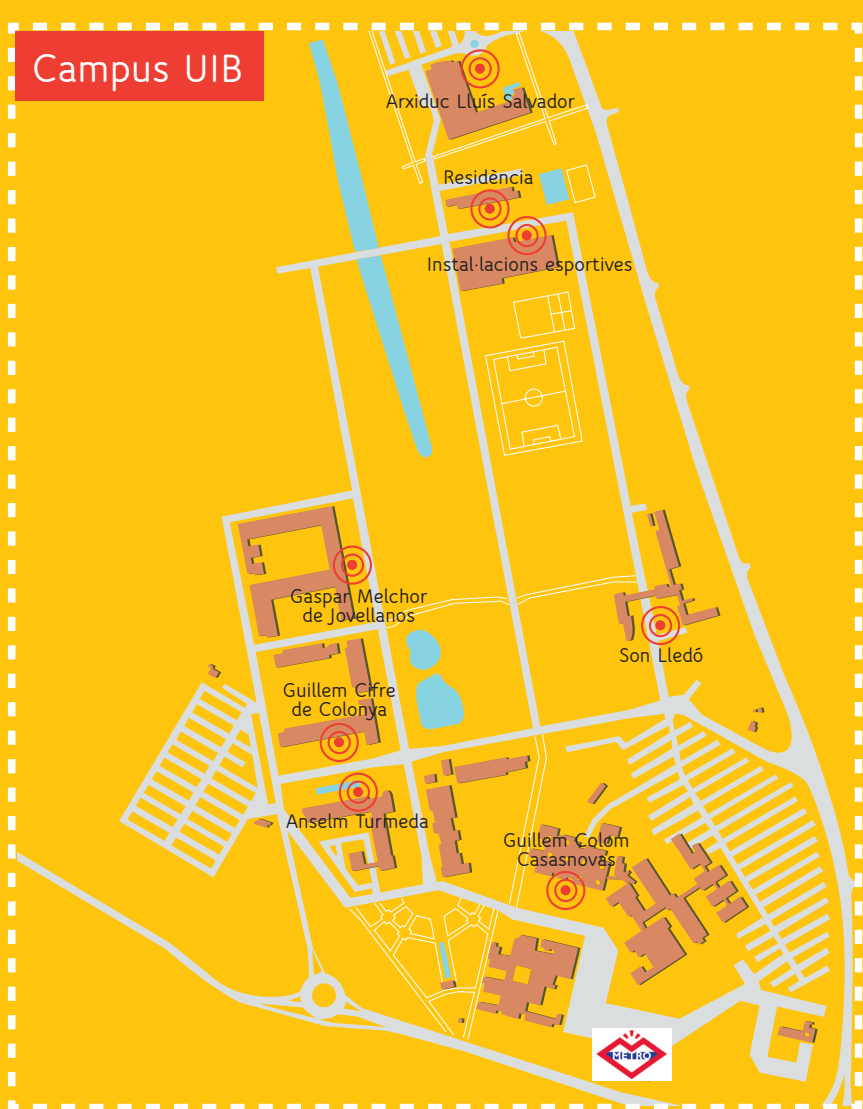 Campus UIB
Arxiduc Lluís Salvador
Residència
Instal·lacions esportives
Gaspar Melchor
de Jovellanos
Son Lledó
Guillem Cifre
de Colonya
Anselm Turmeda
Guillem Colom
Casasnovas
METRO